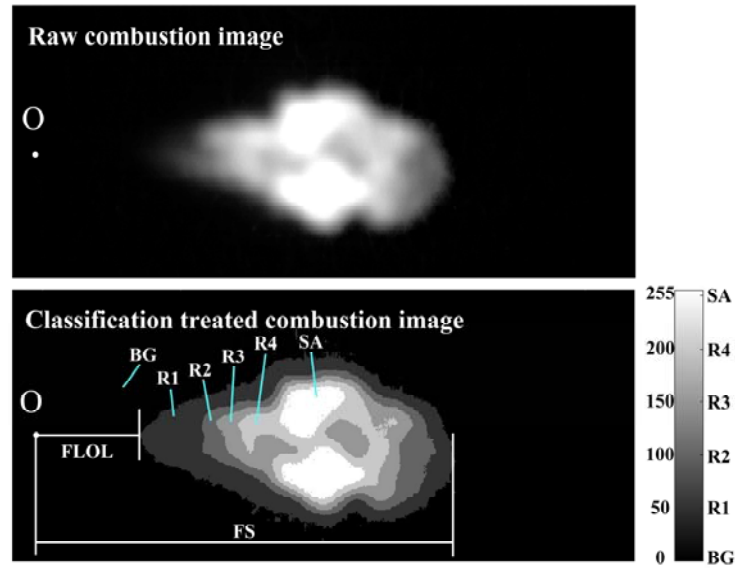 Raw combustion image
O
Classification treated combustion image
BG
R1
R2
R3
R4
SA
O
FLOL
FS
255
SA
200
R4
150
R3
100
R2
50
R1
0
BG